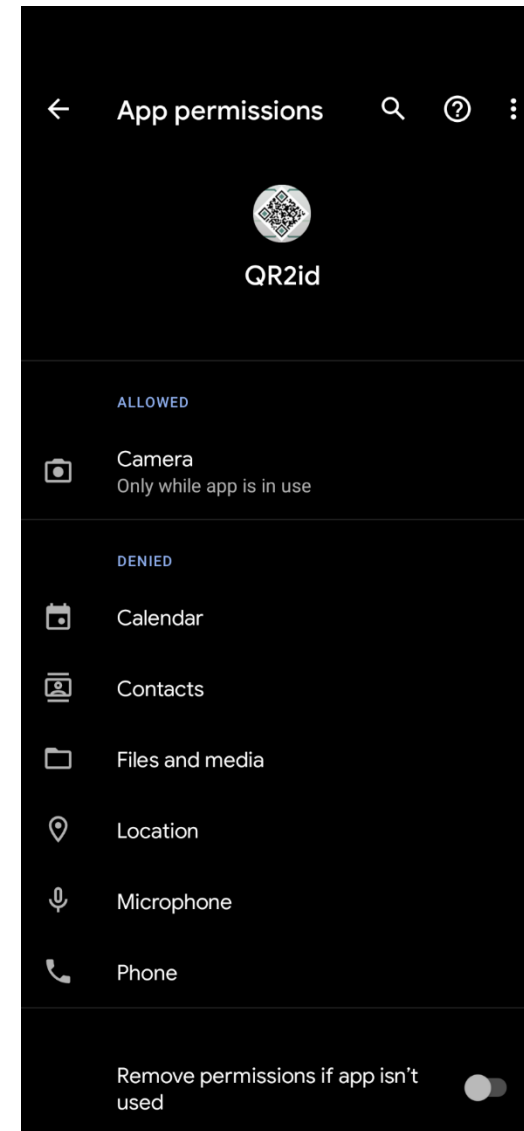 App permissions
QR2id
ALLOWED
Camera
Only while app is in use
DENIED
Calendar
Contacts
Files and media
Location
Microphone
Phone
Remove permissions if app isn’t
used